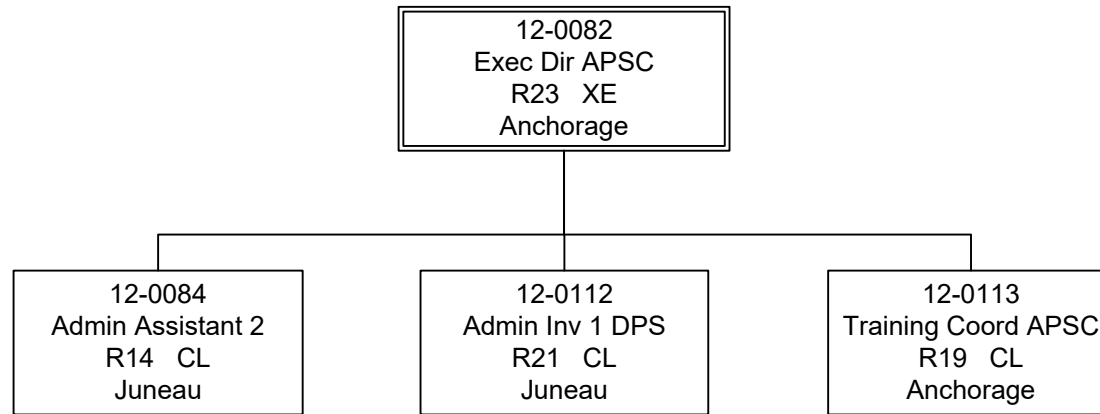 12-0082
Exec Dir APSC
R23 XE
Anchorage
12-0084
Admin Assistant 2
R14 CL
Juneau
12-0112
Admin Inv 1 DPS
R21 CL
Juneau
12-0113
Training Coord APSC
R19 CL
Anchorage